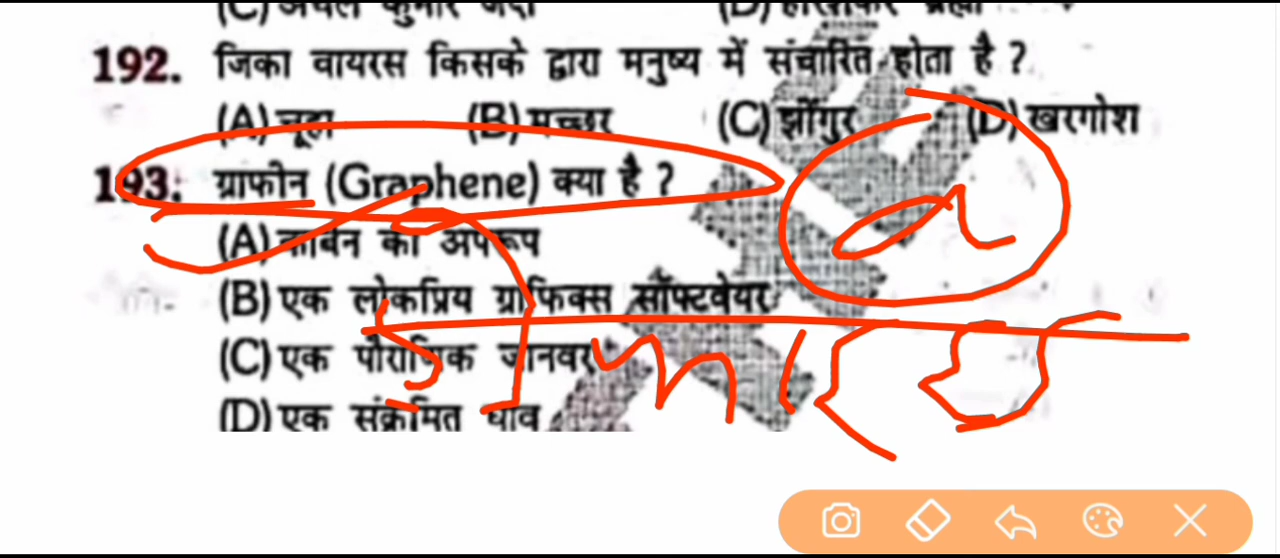 192. जिका वायरस किसके द्वारा मनुष्य में संचारित होता है ?
(A) चूहा (B) मच्छर (C) झींगुर (D) खरगोश
193. ग्राफीन (Graphene) क्या है ?
(A) कार्बन का अपरूप
(B) एक लोकप्रिय ग्राफिक्स सॉफ्टवेयर
(C) एक पौराणिक जानवर
(D) एक संक्रमित घाव